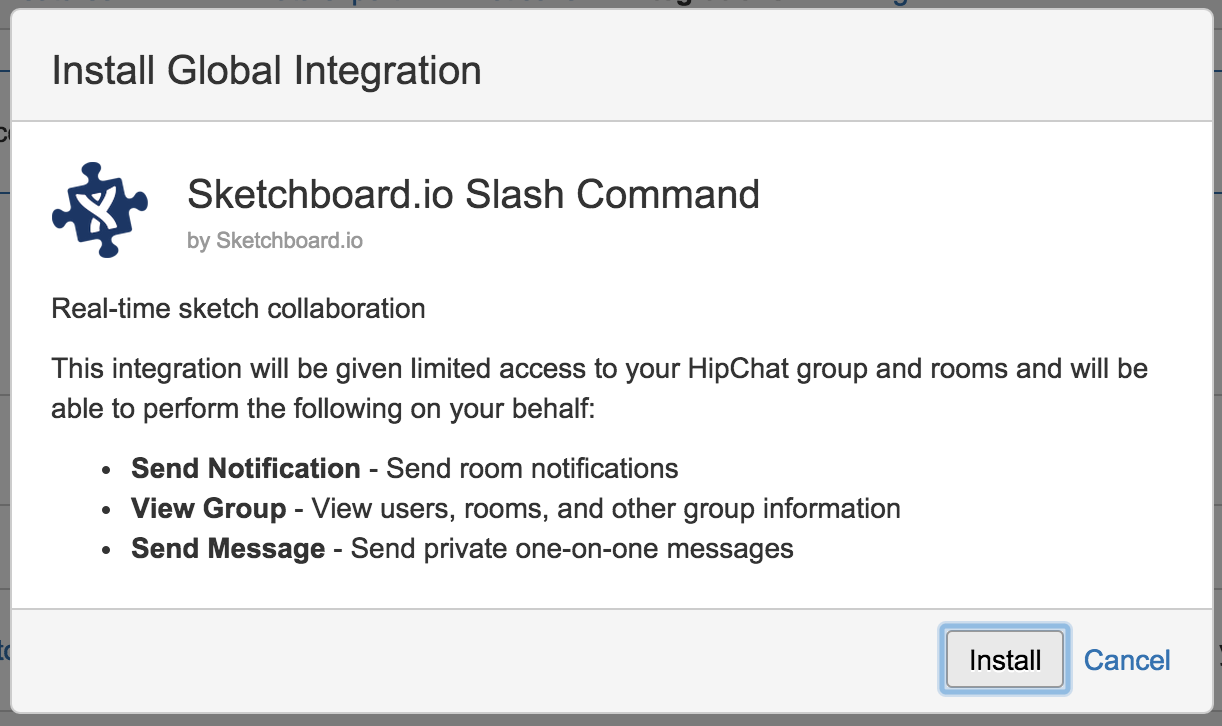 Install Global Integration
Sketchboard.io Slash Command
by Sketchboard.io
Real-time sketch collaboration
This integration will be given limited access to your HipChat group and rooms and will be
able to perform the following on your behalf:
• Send Notification - Send room notifications
• View Group - View users, rooms, and other group information
• Send Message - Send private one-on-one messages
Install Cancel